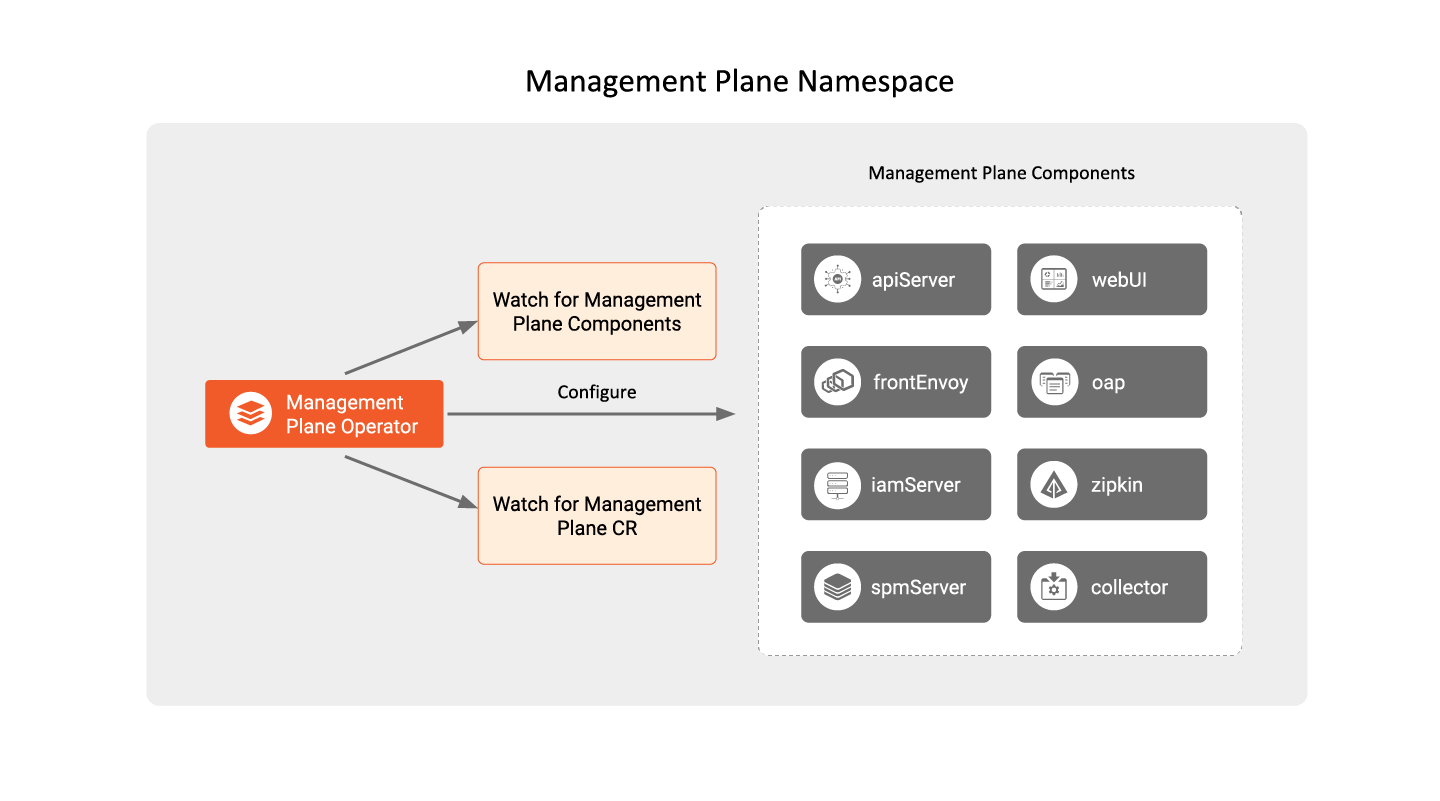 Management Plane Namespace
Management Plane Components
Watch for Management
Plane Components
Configure
Management
Plane Operator
Watch for Management
Plane CR
apiServer
webUI
frontEnvoy
oap
iamServer
zipkin
spmServer
collector